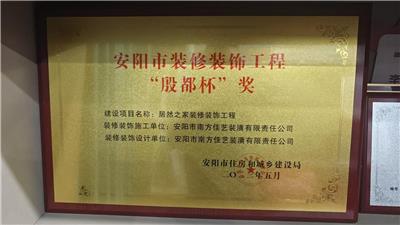 安阳市装修装饰工程
“殷都杯”奖
建设项目名称：居然之家装修装饰工程
装修装饰施工单位：安阳市南方佳艺装潢有限责任公司
装修装饰设计单位：安阳市南方佳艺装潢有限责任公司
安阳市住房和城乡建设局
年五月